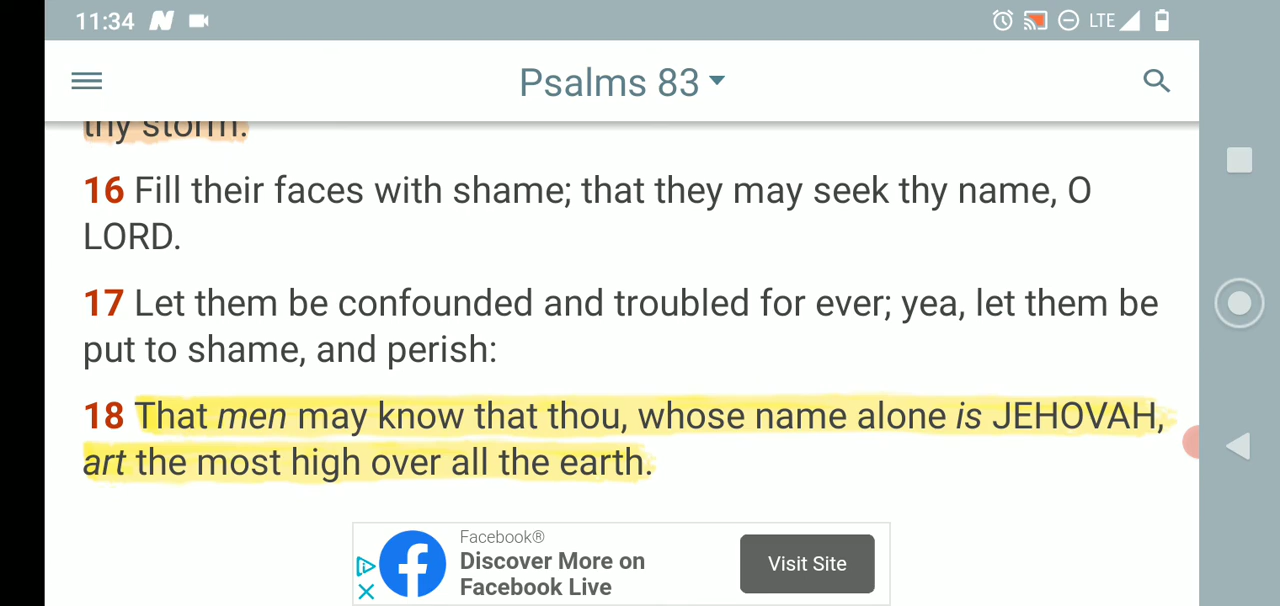 11:34
LTE
Psalms 83
thy storm.
16 Fill their faces with shame; that they may seek thy name, O
LORD.
17 Let them be confounded and troubled for ever; yea, let them be
put to shame, and perish:
18 That men may know that thou, whose name alone is JEHOVAH,
art the most high over all the earth.
Facebook®
Discover More on
Facebook Live
Visit Site